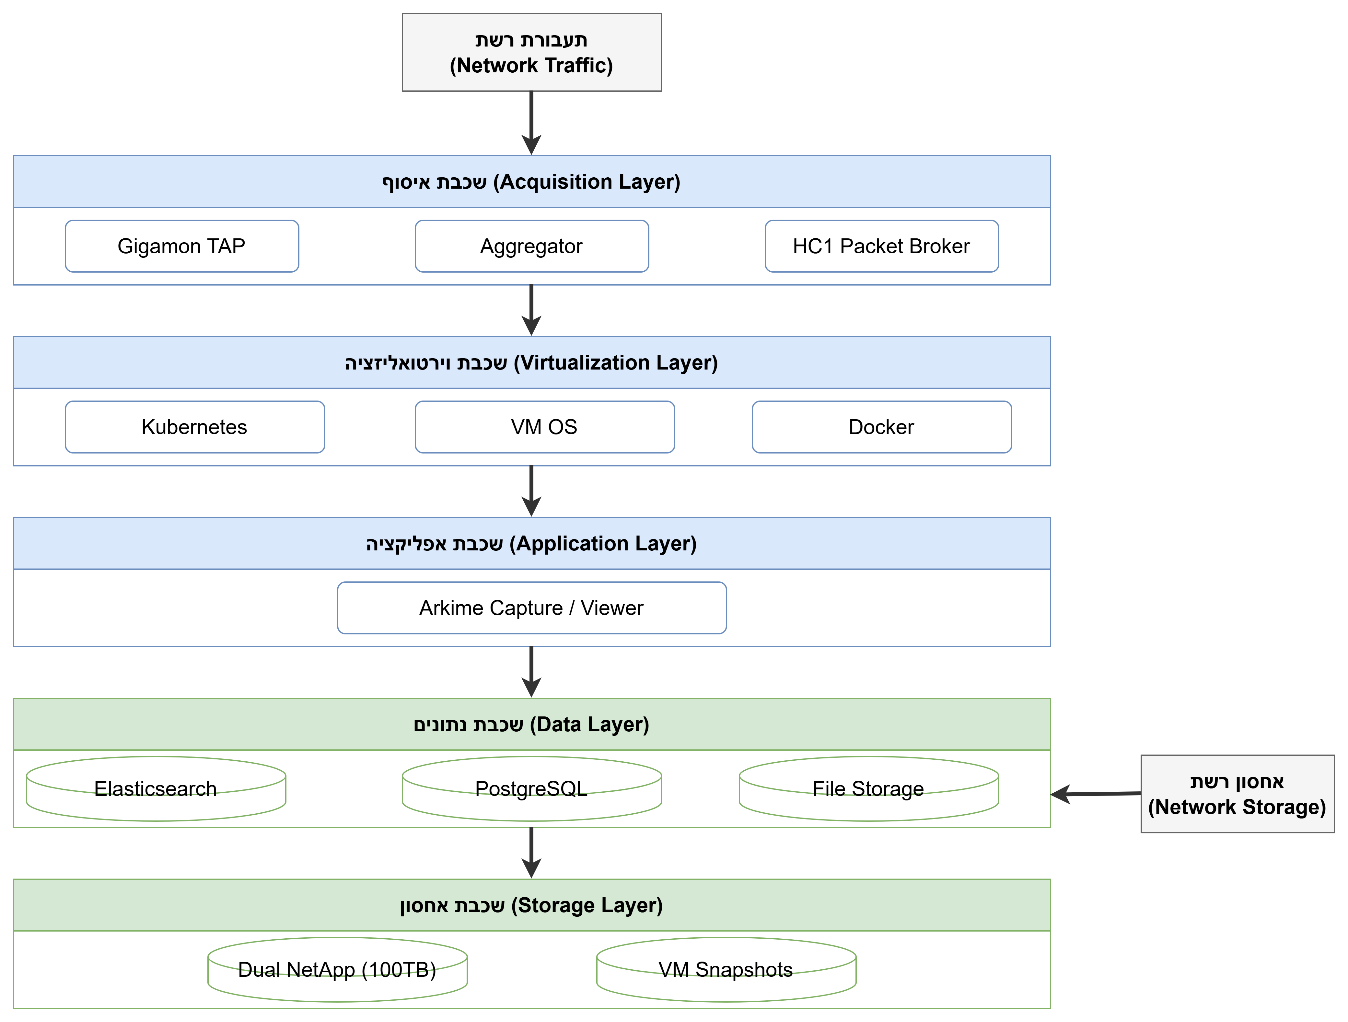 תעבורת רשת
(Network Traffic)
שכבת איסוף (Acquisition Layer)
Gigamon TAP
Aggregator
HC1 Packet Broker
שכבת וירטואליזציה (Virtualization Layer)
Kubernetes
VM OS
Docker
שכבת אפליקציה (Application Layer)
Arkime Capture / Viewer
שכבת נתונים (Data Layer)
Elasticsearch
PostgreSQL
File Storage
אחסון רשת
(Network Storage)
שכבת אחסון (Storage Layer)
Dual NetApp (100TB)
VM Snapshots